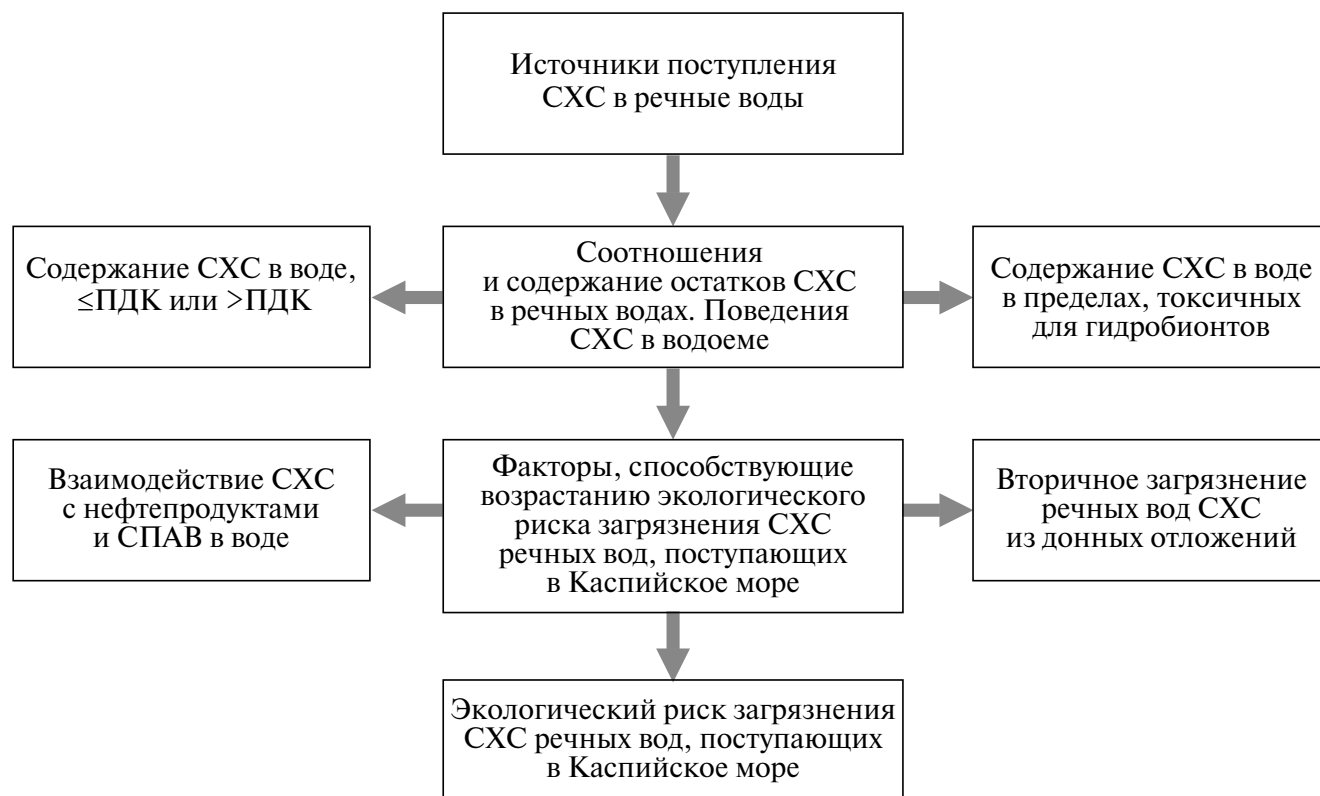 Источники поступления
СХС в речные воды
Содержание СХС в воде,
≤ПДК или >ПДК
Соотношения
и содержание остатков СХС
в речных водах. Поведения
СХС в водоеме
Содержание СХС в воде
в пределах, токсичных
для гидробионтов
Взаимодействие СХС
с нефтепродуктами
и СПАВ в воде
Факторы, способствующие
возрастанию экологического
риска загрязнения СХС
речных вод, поступающих
в Каспийское море
Вторичное загрязнение
речных вод СХС
из донных отложений
Экологический риск загрязнения
СХС речных вод, поступающих
в Каспийское море